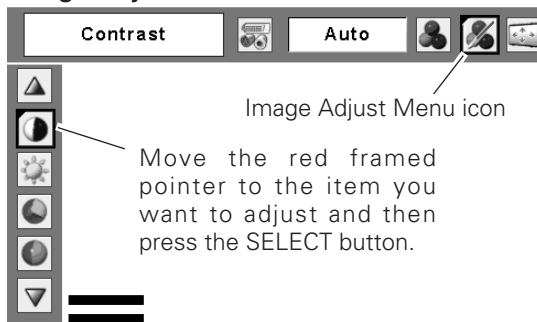 Contrast
Auto
Image Adjust Menu icon
Move the red framed
pointer to the item you
want to adjust and then
press the SELECT button.